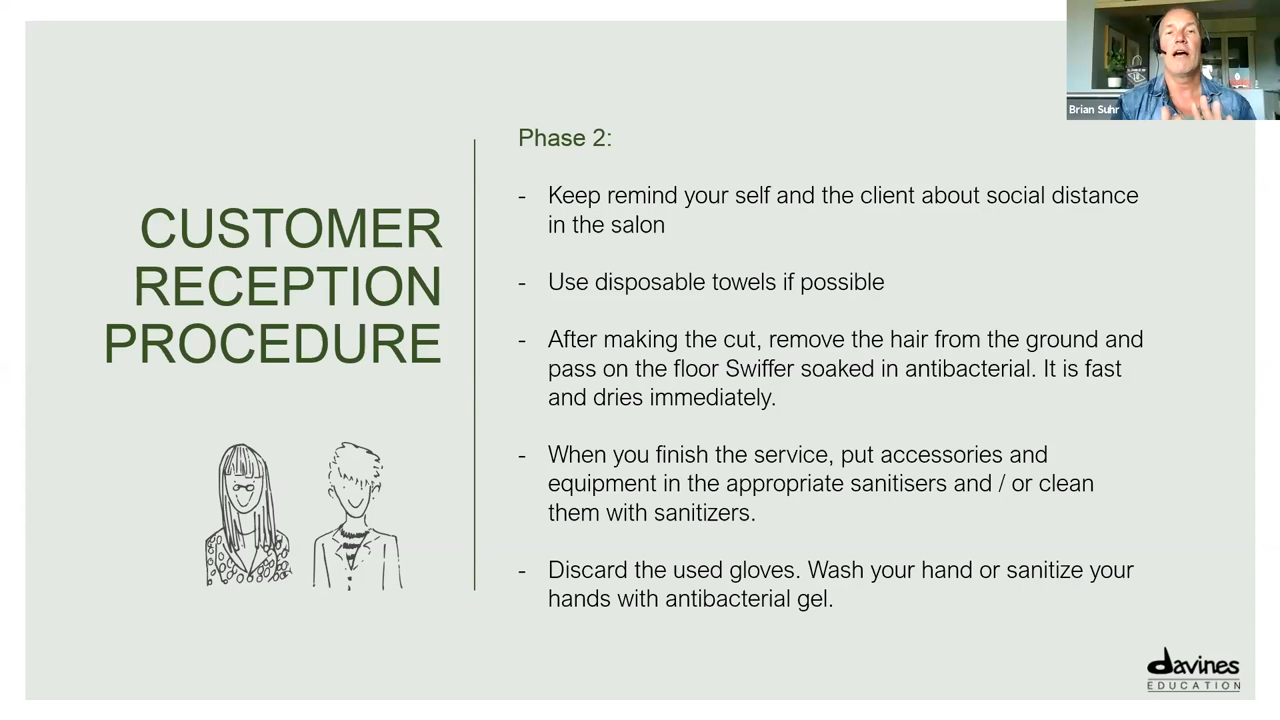 Brian Suhr
CUSTOMER
RECEPTION
PROCEDURE
Phase 2:
- Keep remind your self and the client about social distance
in the salon
- Use disposable towels if possible
- After making the cut, remove the hair from the ground and
pass on the floor Swiffer soaked in antibacterial. It is fast
and dries immediately.
- When you finish the service, put accessories and
equipment in the appropriate sanitisers and / or clean
them with sanitizers.
- Discard the used gloves. Wash your hand or sanitize your
hands with antibacterial gel.
davines
EDUCATION